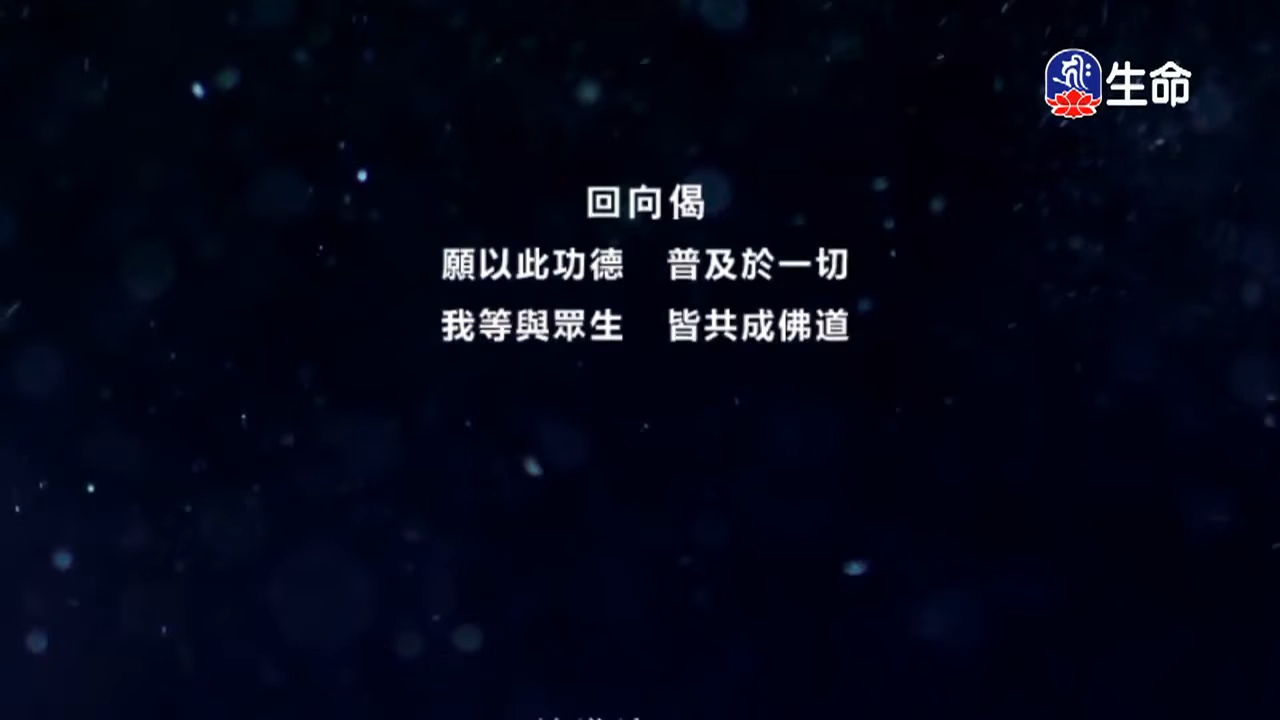 生命
回向偈
願以此功德 普及於一切
我等與眾生 皆共成佛道